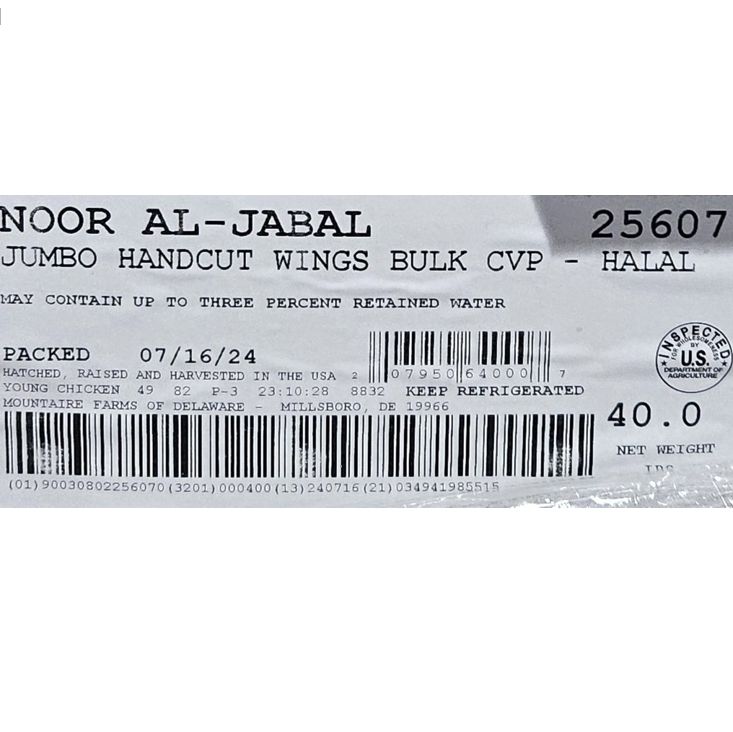 NOOR AL-JABAL 25607
JUMBO HANDCUT WINGS BULK CVP - HALAL
MAY CONTAIN UP TO THREE PERCENT RETAINED WATER
PACKED 07/16/24
HATCHED, RAISED AND HARVESTED IN THE USA
2 07950 64000 7
YOUNG CHICKEN 49 82 P-3 23:10:28 8832 KEEP REFRIGERATED
MOUNTAIRE FARMS OF DELAWARE - MILLSBORO, DE 19966
INSPECTED
FOR WHOLESOMENESS
BY
U.S.
DEPARTMENT OF
AGRICULTURE
40.0
NET WEIGHT
(01)90030802256070(3201)000400(13)240716(21)034941985515